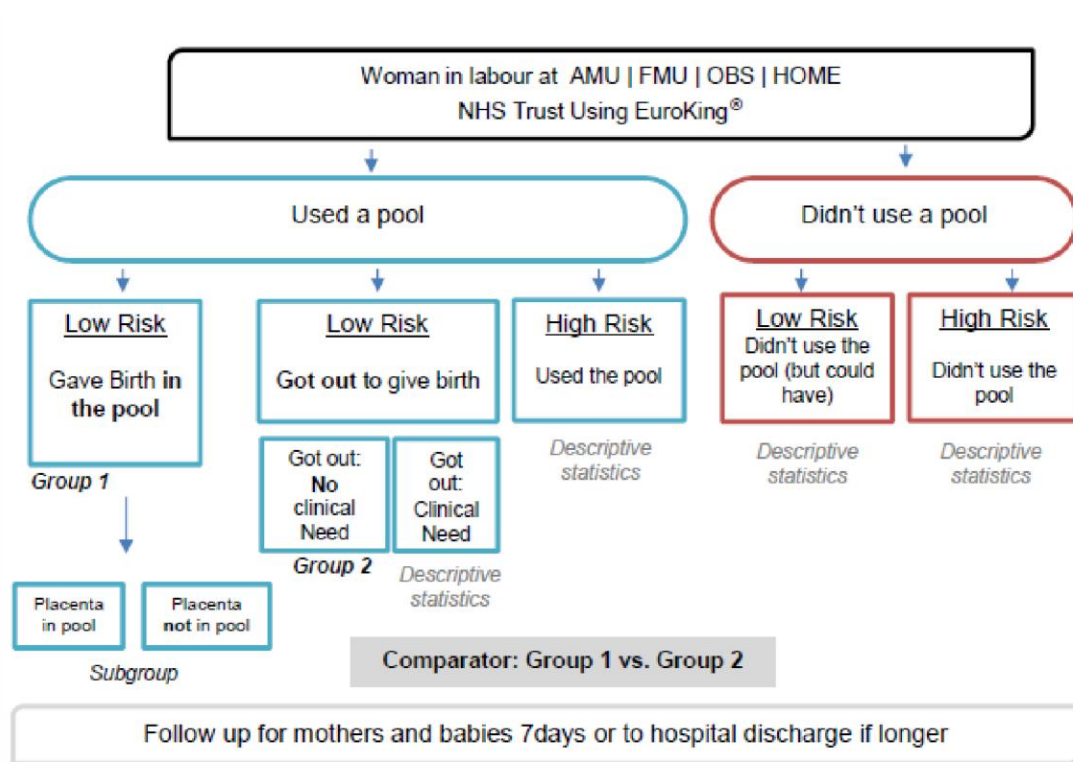 Woman in labour at AMU | FMU | OBS | HOME
NHS Trust Using EuroKing®
Used a pool
Didn't use a pool
Low Risk
Gave Birth in
the pool
Group 1
Low Risk
Got out to give birth
High Risk
Used the pool
Descriptive
statistics
Low Risk
Didn't use the
pool (but could
have)
Descriptive
statistics
High Risk
Didn't use the
pool
Descriptive
statistics
Got out:
No
clinical
Need
Group 2
Got
out:
Clinical
Need
Descriptive
statistics
Placenta
in pool
Placenta
not in pool
Subgroup
Comparator: Group 1 vs. Group 2
Follow up for mothers and babies 7days or to hospital discharge if longer